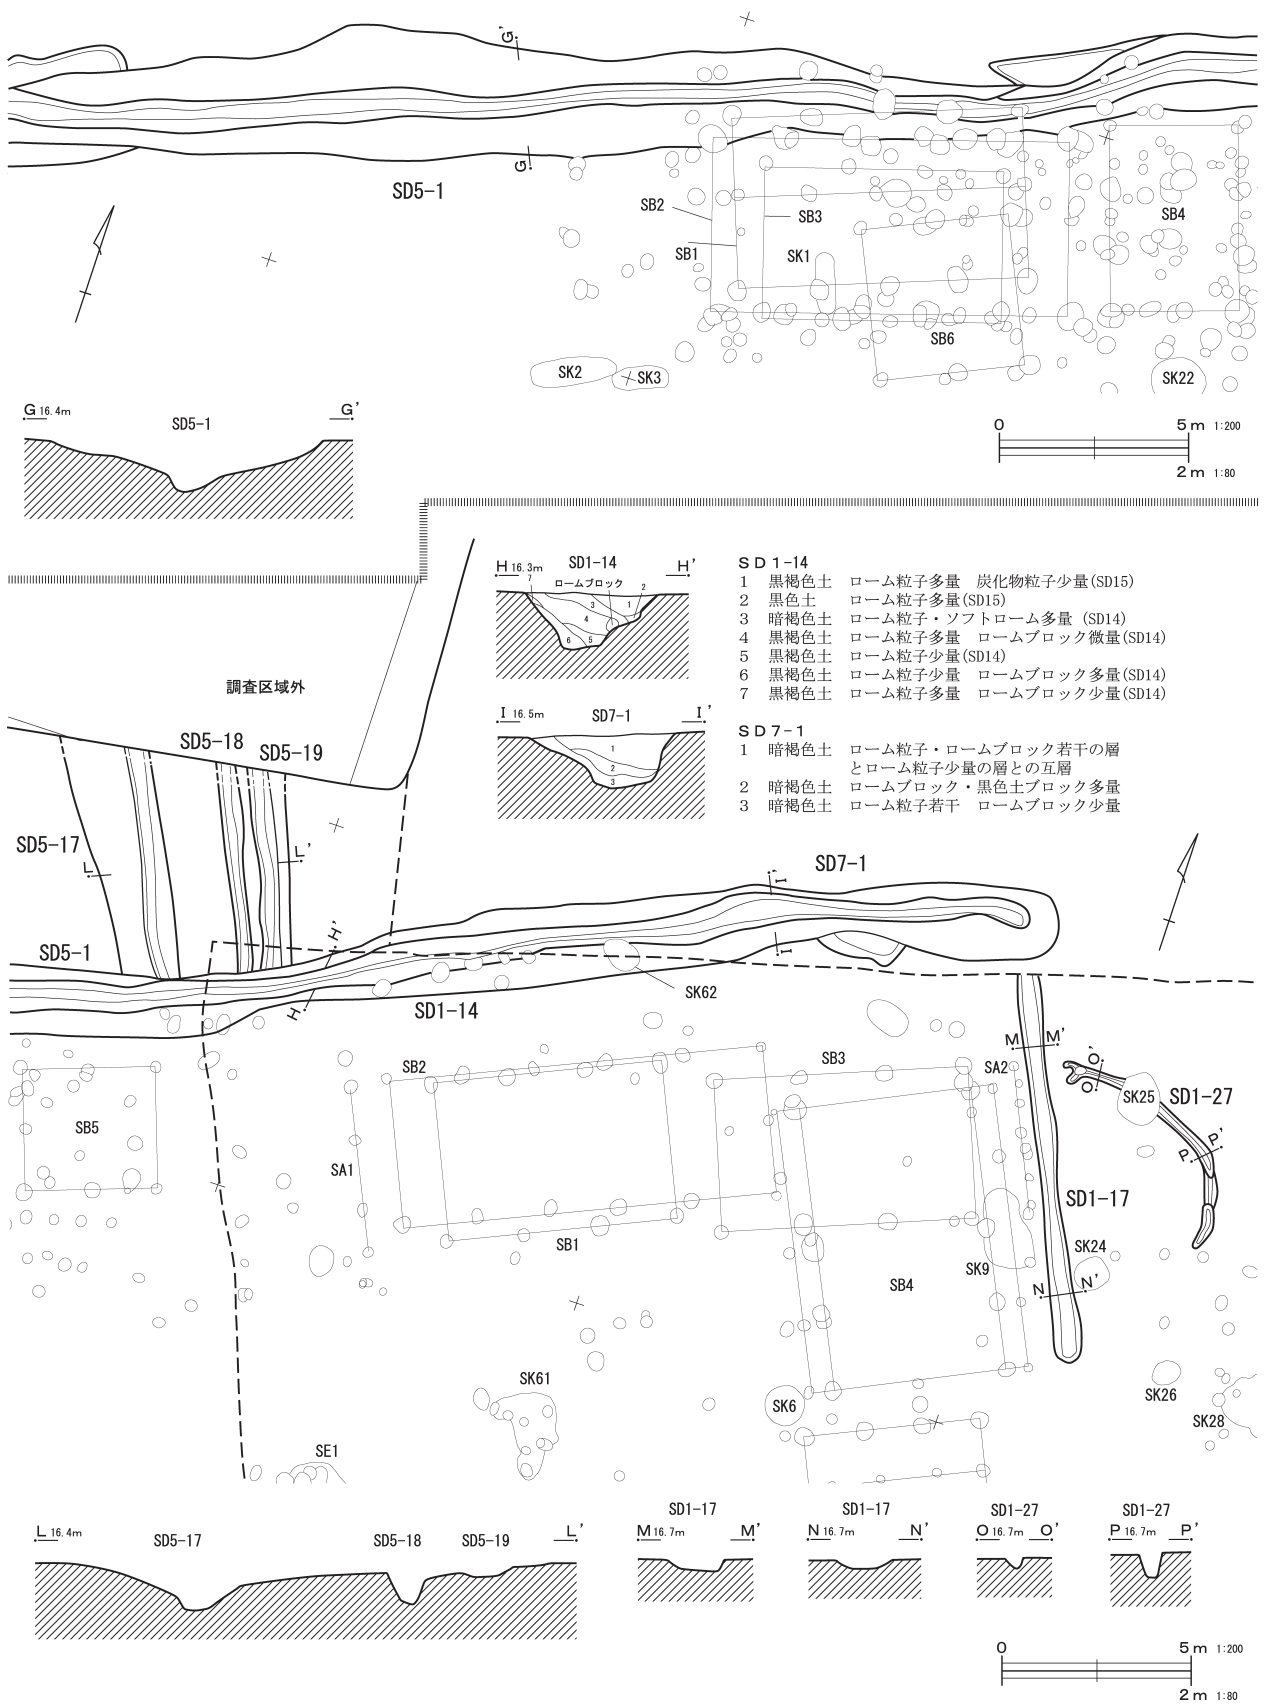 G'
G
SD5-1
SB2
SB3
SB4
SB1
SK1
SB6
SK2
SK3
SK22
G 16.4m
G'
SD5-1
0
5m 1:200
2m 1:80
H 16.3m
SD1-14
H'
7
ロームブロック
2
3
1
4
6
5
SD1-14
1 黒褐色土 ローム粒子多量 炭化物粒子少量(SD15)
2 黒色土 ローム粒子多量(SD15)
3 暗褐色土 ローム粒子・ソフトローム多量 (SD14)
4 黒褐色土 ローム粒子多量 ロームブロック微量(SD14)
5 黒褐色土 ローム粒子少量(SD14)
6 黒褐色土 ローム粒子少量 ロームブロック多量(SD14)
7 黒褐色土 ローム粒子多量 ロームブロック少量(SD14)
調査区域外
I 16.5m
SD7-1
I'
1
2
3
SD7-1
1 暗褐色土 ローム粒子・ロームブロック若干の層
とローム粒子少量の層との互層
2 暗褐色土 ロームブロック・黒色土ブロック多量
3 暗褐色土 ローム粒子若干 ロームブロック少量
SD5-18
SD5-19
SD5-17
L
L'
SD7-1
I'
I
H'
H
SD5-1
SD1-14
SK62
SB2
SB3
SA2
M
M'
O'
O
SK25
SD1-27
SB5
P
P'
SA1
SD1-17
SB1
SK24
SK9
SB4
N
N'
SK61
SK6
SK26
SK28
SE1
L 16.4m
SD5-17
SD5-18
SD5-19
L'
SD1-17
M 16.7m
M'
SD1-17
N 16.7m
N'
SD1-27
O 16.7m
O'
SD1-27
P 16.7m
P'
0
5m 1:200
2m 1:80